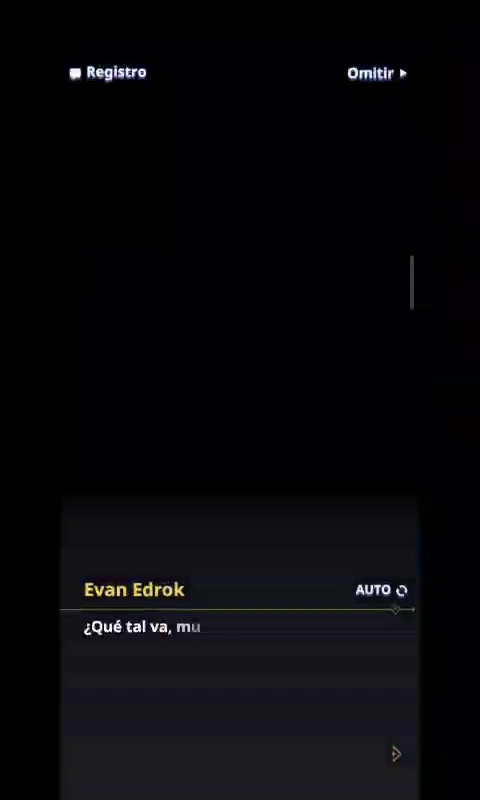 Registro
Omitir
Evan Edrok
AUTO
¿Qué tal va, mu